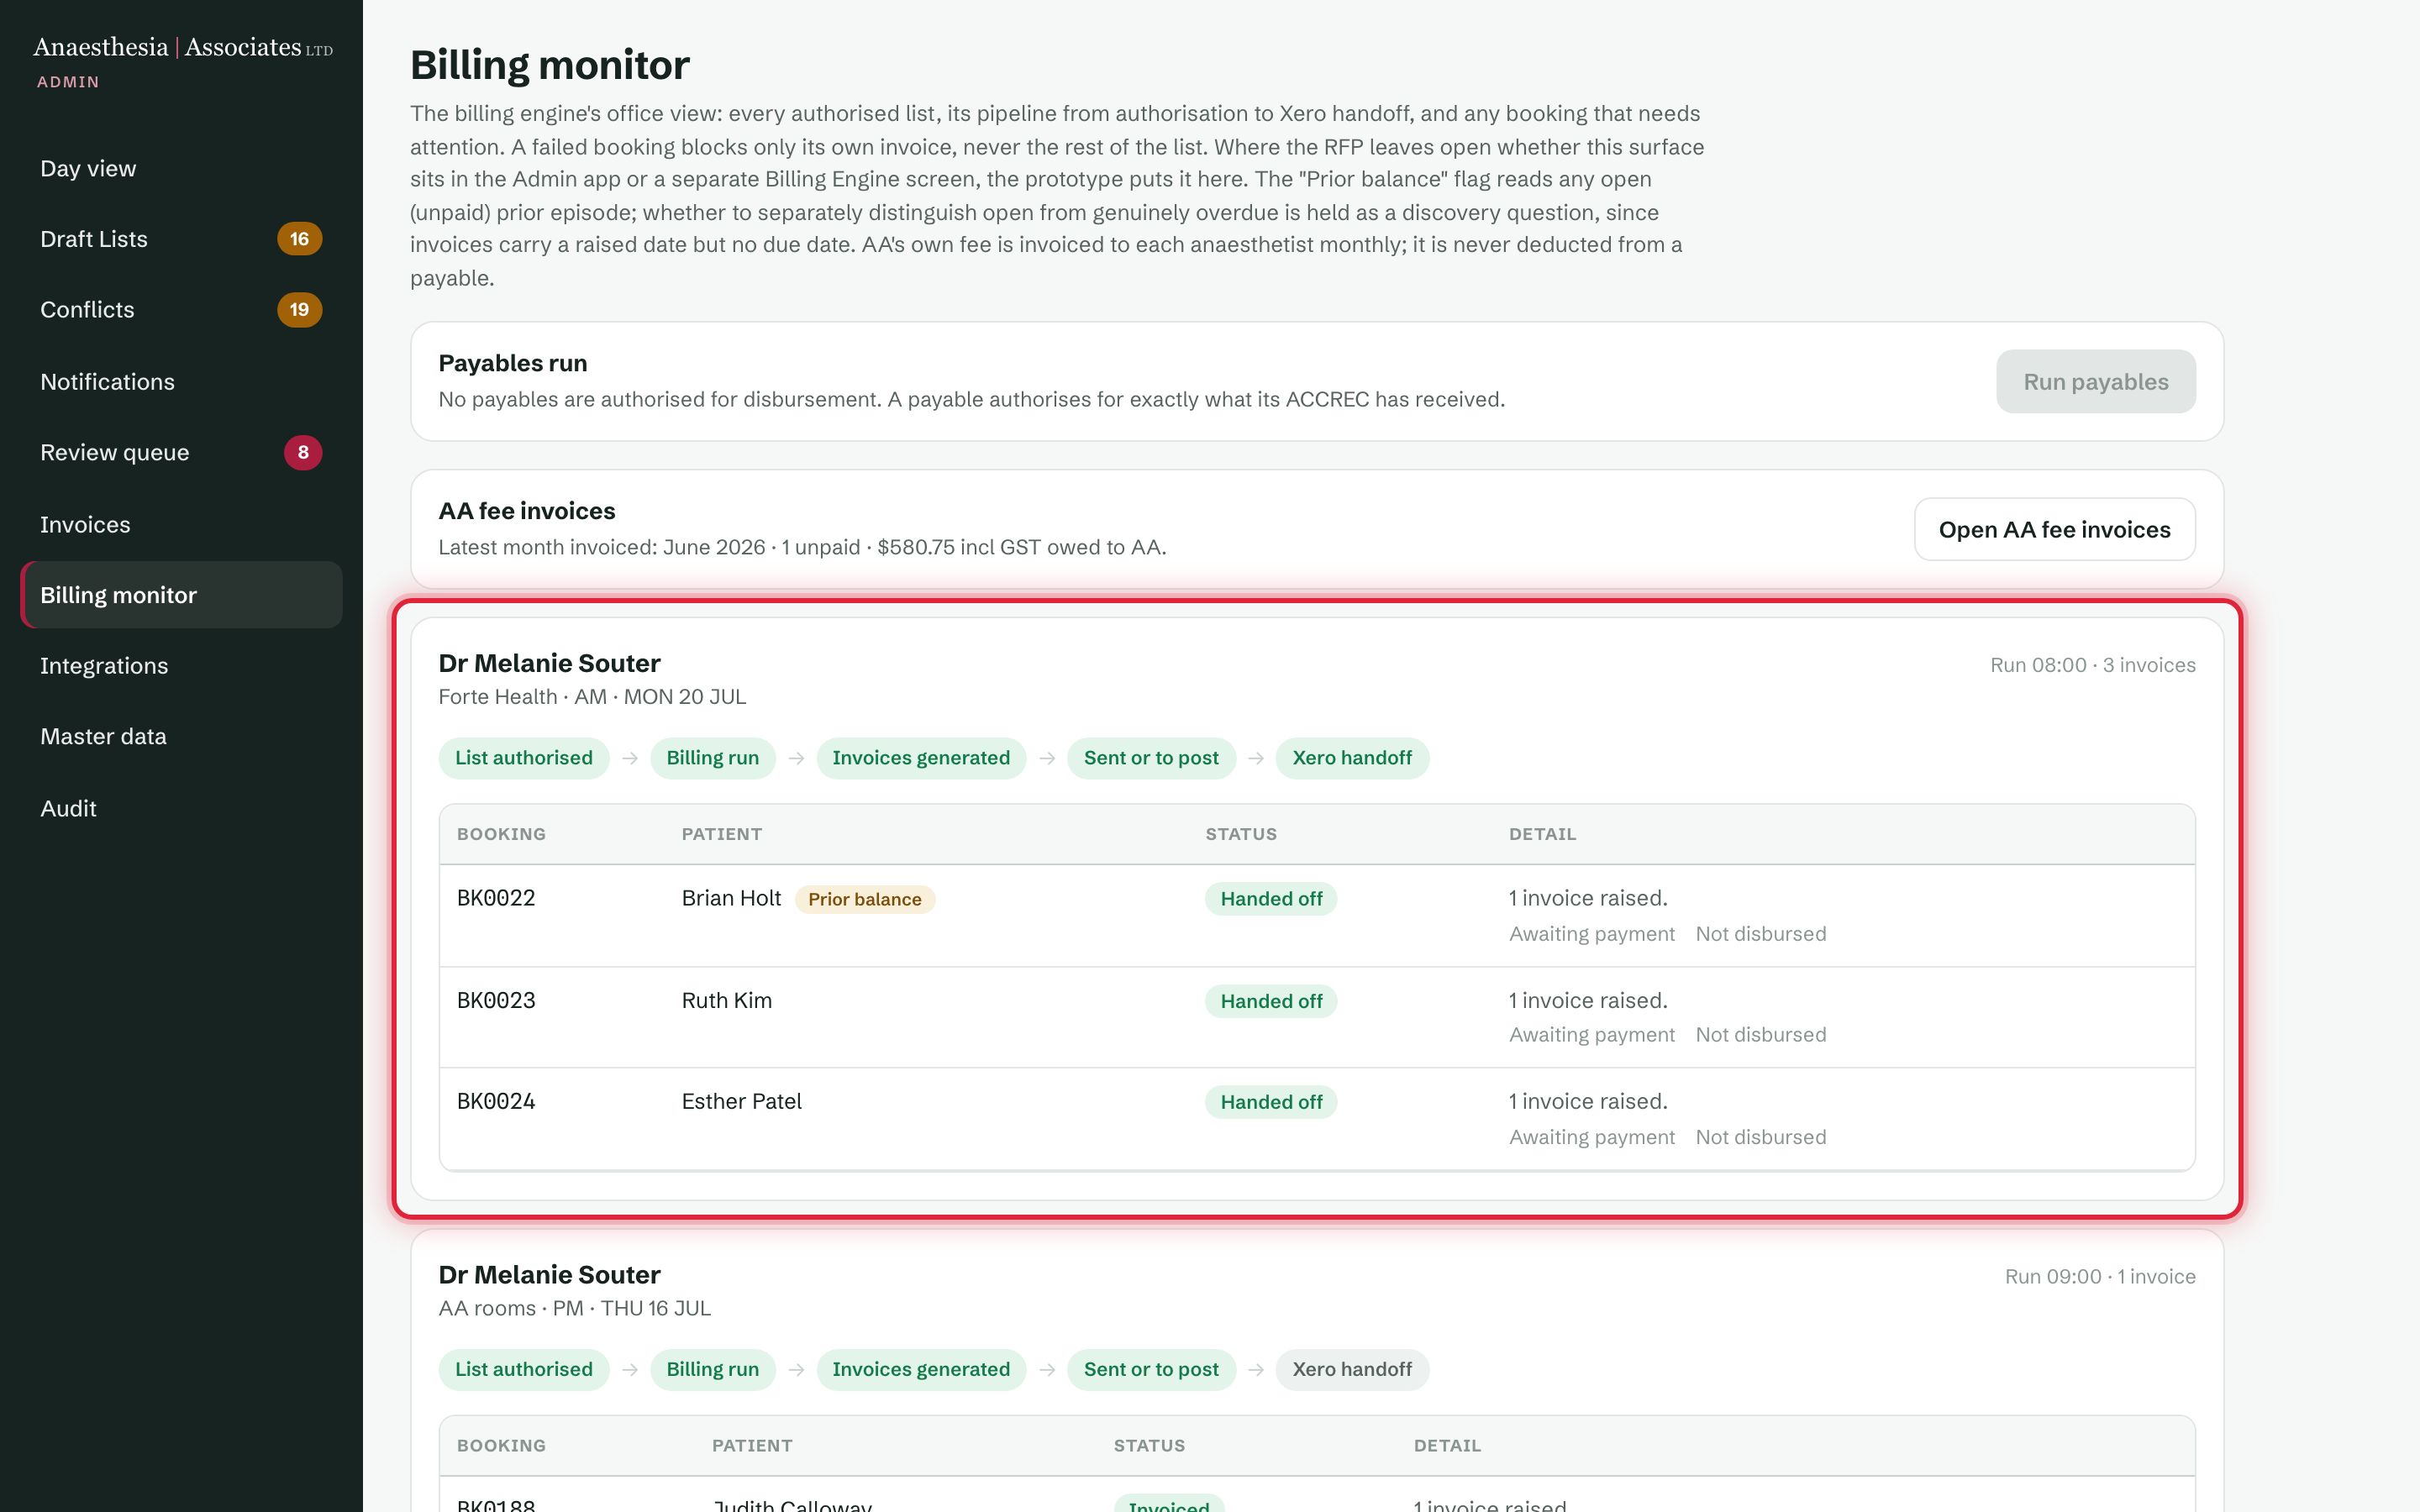 Anaesthesia | Associates LTD
ADMIN
Day view
Draft Lists 16
Conflicts 19
Notifications
Review queue 8
Invoices
Billing monitor
Integrations
Master data
Audit
Billing monitor
The billing engine's office view: every authorised list, its pipeline from authorisation to Xero handoff, and any booking that needs
attention. A failed booking blocks only its own invoice, never the rest of the list. Where the RFP leaves open whether this surface
sits in the Admin app or a separate Billing Engine screen, the prototype puts it here. The "Prior balance" flag reads any open
(unpaid) prior episode; whether to separately distinguish open from genuinely overdue is held as a discovery question, since
invoices carry a raised date but no due date. AA's own fee is invoiced to each anaesthetist monthly; it is never deducted from a
payable.
Payables run
No payables are authorised for disbursement. A payable authorises for exactly what its ACCREC has received.
Run payables
AA fee invoices
Latest month invoiced: June 2026 · 1 unpaid · $580.75 incl GST owed to AA.
Open AA fee invoices
Dr Melanie Souter
Run 08:00 · 3 invoices
Forte Health · AM · MON 20 JUL
List authorised → Billing run → Invoices generated → Sent or to post → Xero handoff
BOOKING PATIENT STATUS DETAIL
BK0022 Brian Holt Prior balance Handed off 1 invoice raised.
Awaiting payment Not disbursed
BK0023 Ruth Kim Handed off 1 invoice raised.
Awaiting payment Not disbursed
BK0024 Esther Patel Handed off 1 invoice raised.
Awaiting payment Not disbursed
Dr Melanie Souter
Run 09:00 · 1 invoice
AA rooms · PM · THU 16 JUL
List authorised → Billing run → Invoices generated → Sent or to post → Xero handoff
BOOKING PATIENT STATUS DETAIL
BK0188 Judith Calloway Invoiced 1 invoice raised.